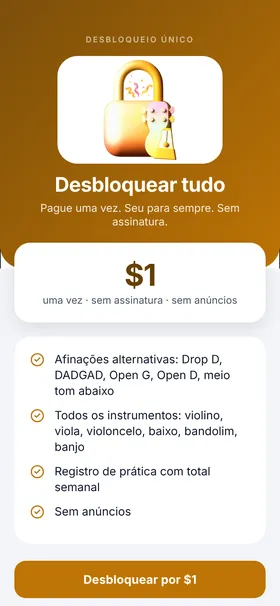 DESBLOQUEIO ÚNICO
Desbloquear tudo
Pague uma vez. Seu para sempre. Sem
assinatura.
$1
uma vez · sem assinatura · sem anúncios
Afinações alternativas: Drop D,
DADGAD, Open G, Open D, meio
tom abaixo
Todos os instrumentos: violino,
viola, violoncelo, baixo, bandolim,
banjo
Registro de prática com total
semanal
Sem anúncios
Desbloquear por $1